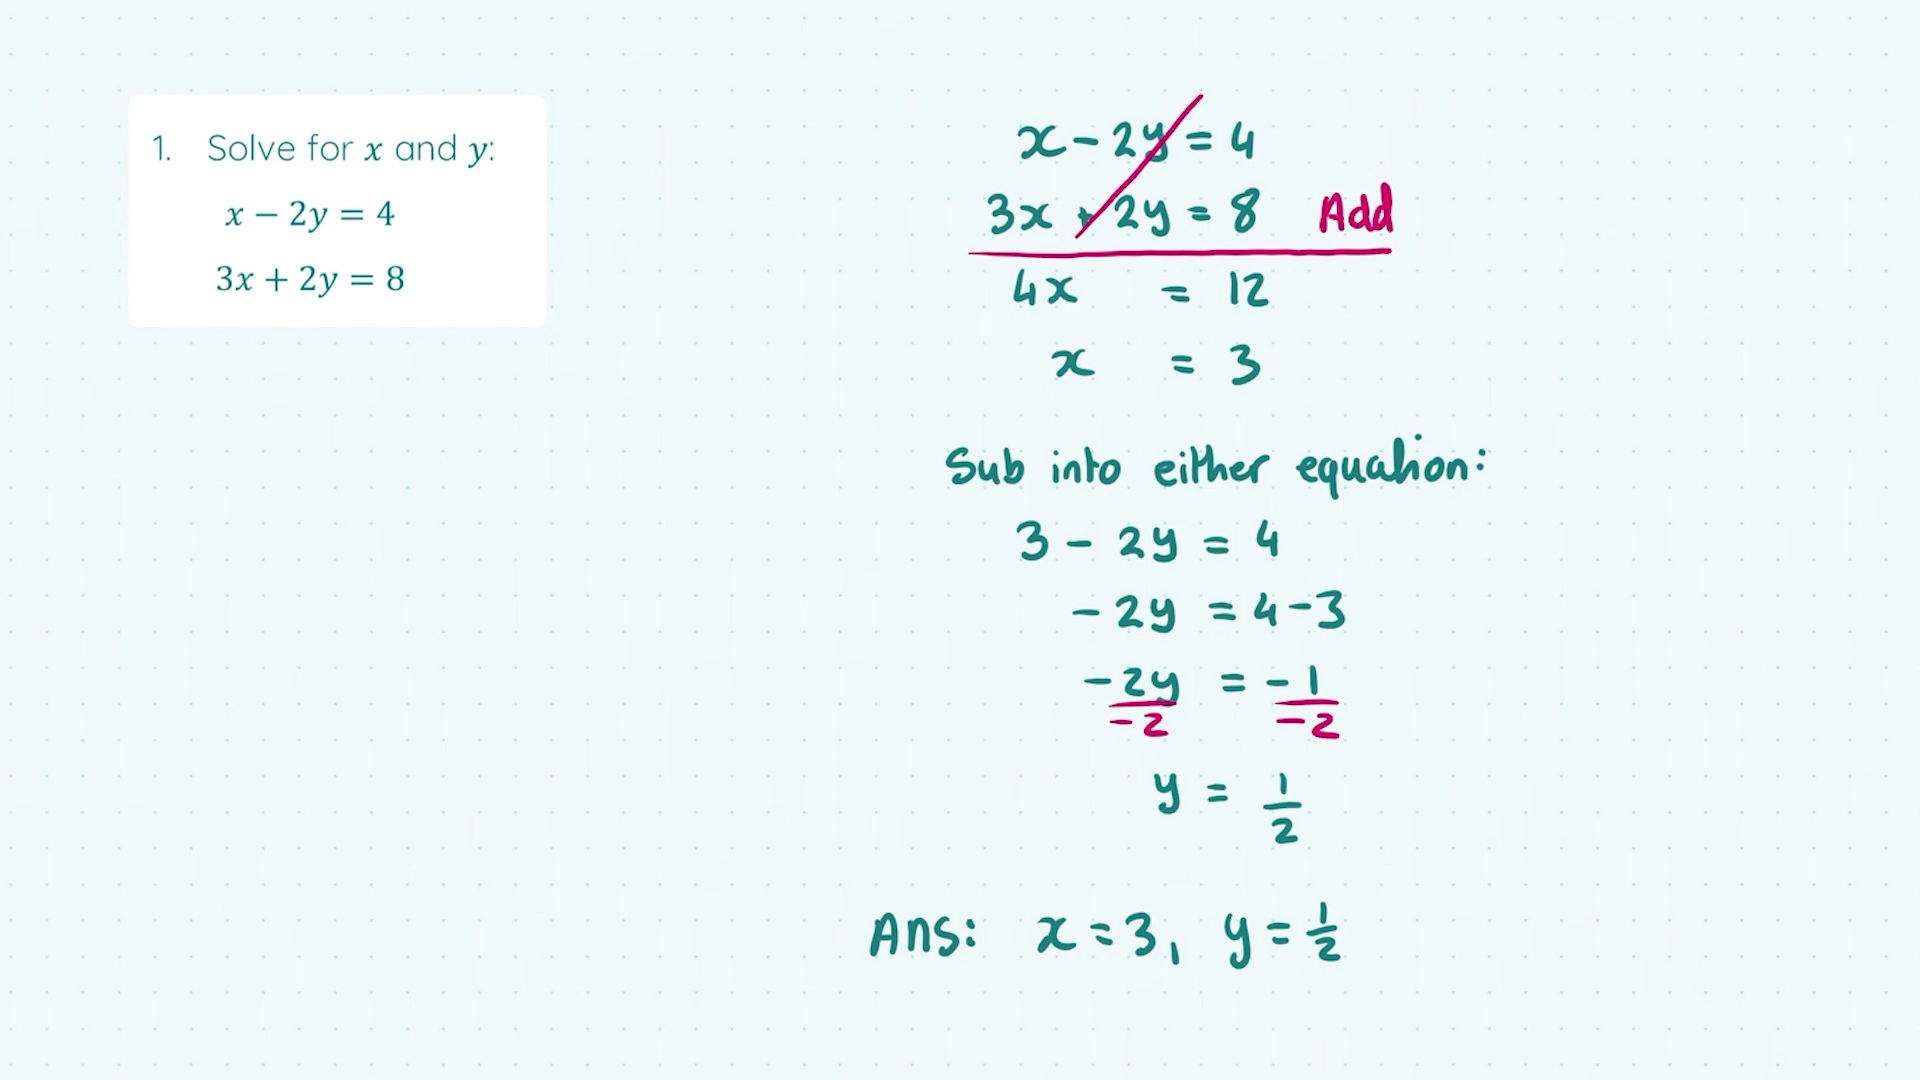 1. Solve for x and y:
x − 2y = 4
3x + 2y = 8
x - 2y = 4
3x + 2y = 8 Add
4x = 12
x = 3
Sub into either equation:
3 - 2y = 4
-2y = 4-3
-2y = -1
-2 -2
y = 1/2
Ans: x = 3, y = 1/2